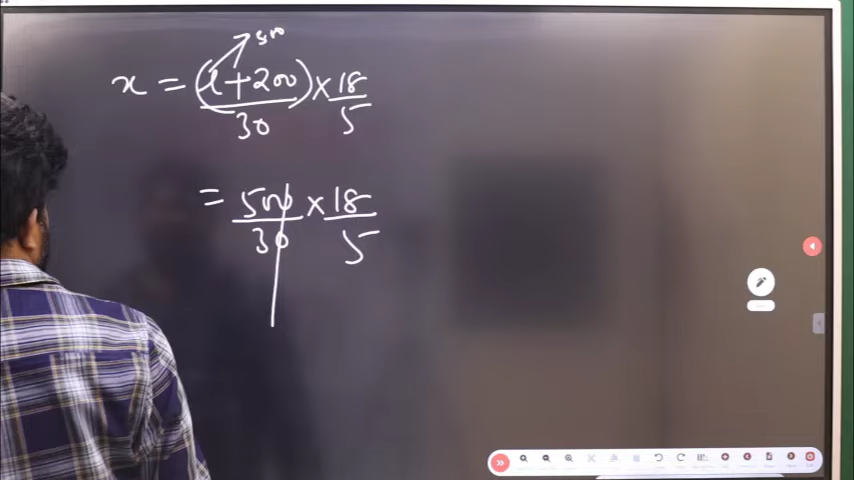 500
x = (l+200)/30 × 18/5
= 500/30 × 18/5